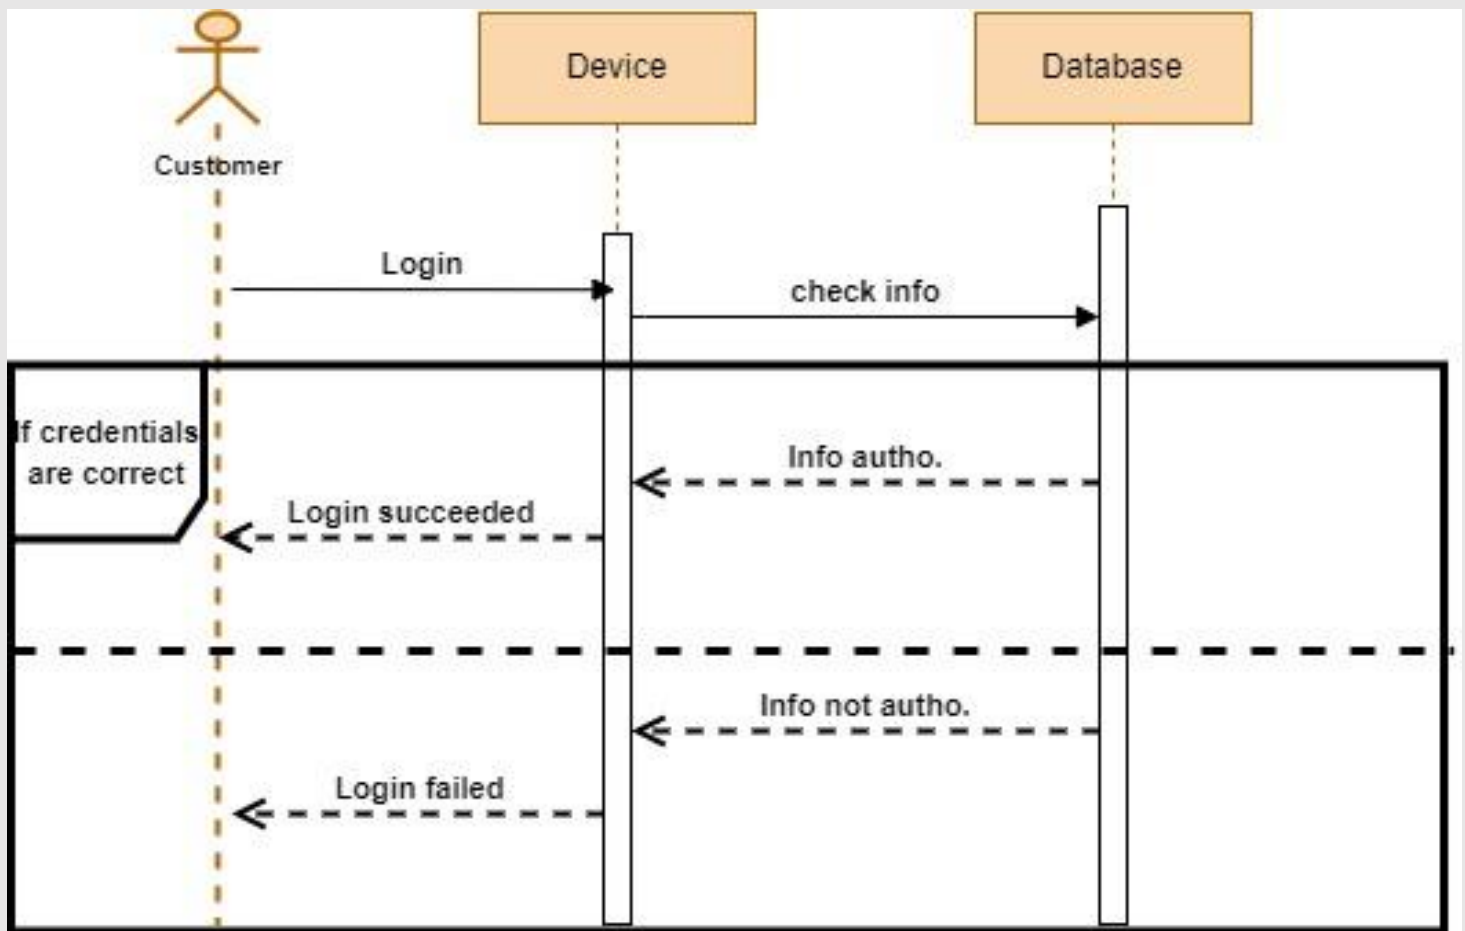 Device
Database
Customer
Login
check info
If credentials
are correct
Info autho.
Login succeeded
Info not autho.
Login failed